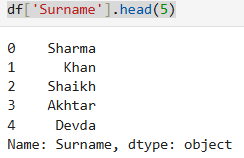 df['Surname'].head(5)
0    Sharma
1      Khan
2    Shaikh
3    Akhtar
4     Devda
Name: Surname, dtype: object